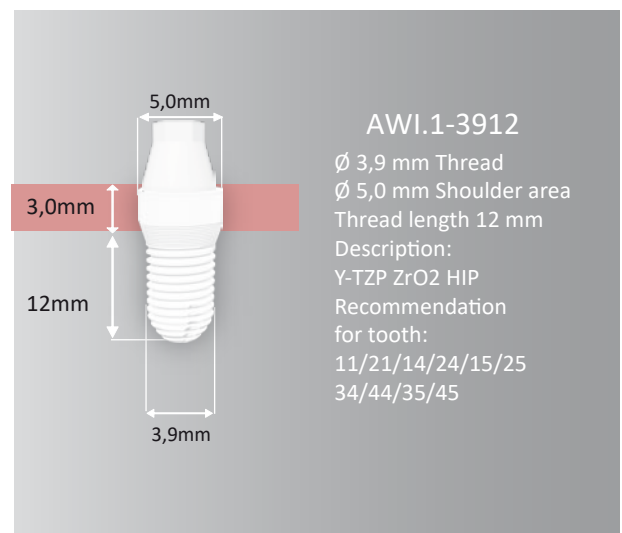 5,0mm
AWI.1-3912
Ø 3,9 mm Thread
Ø 5,0 mm Shoulder area
3,0mm
Thread length 12 mm
Description:
Y-TZP ZrO2 HIP
12mm
Recommendation
for tooth:
11/21/14/24/15/25
34/44/35/45
3,9mm